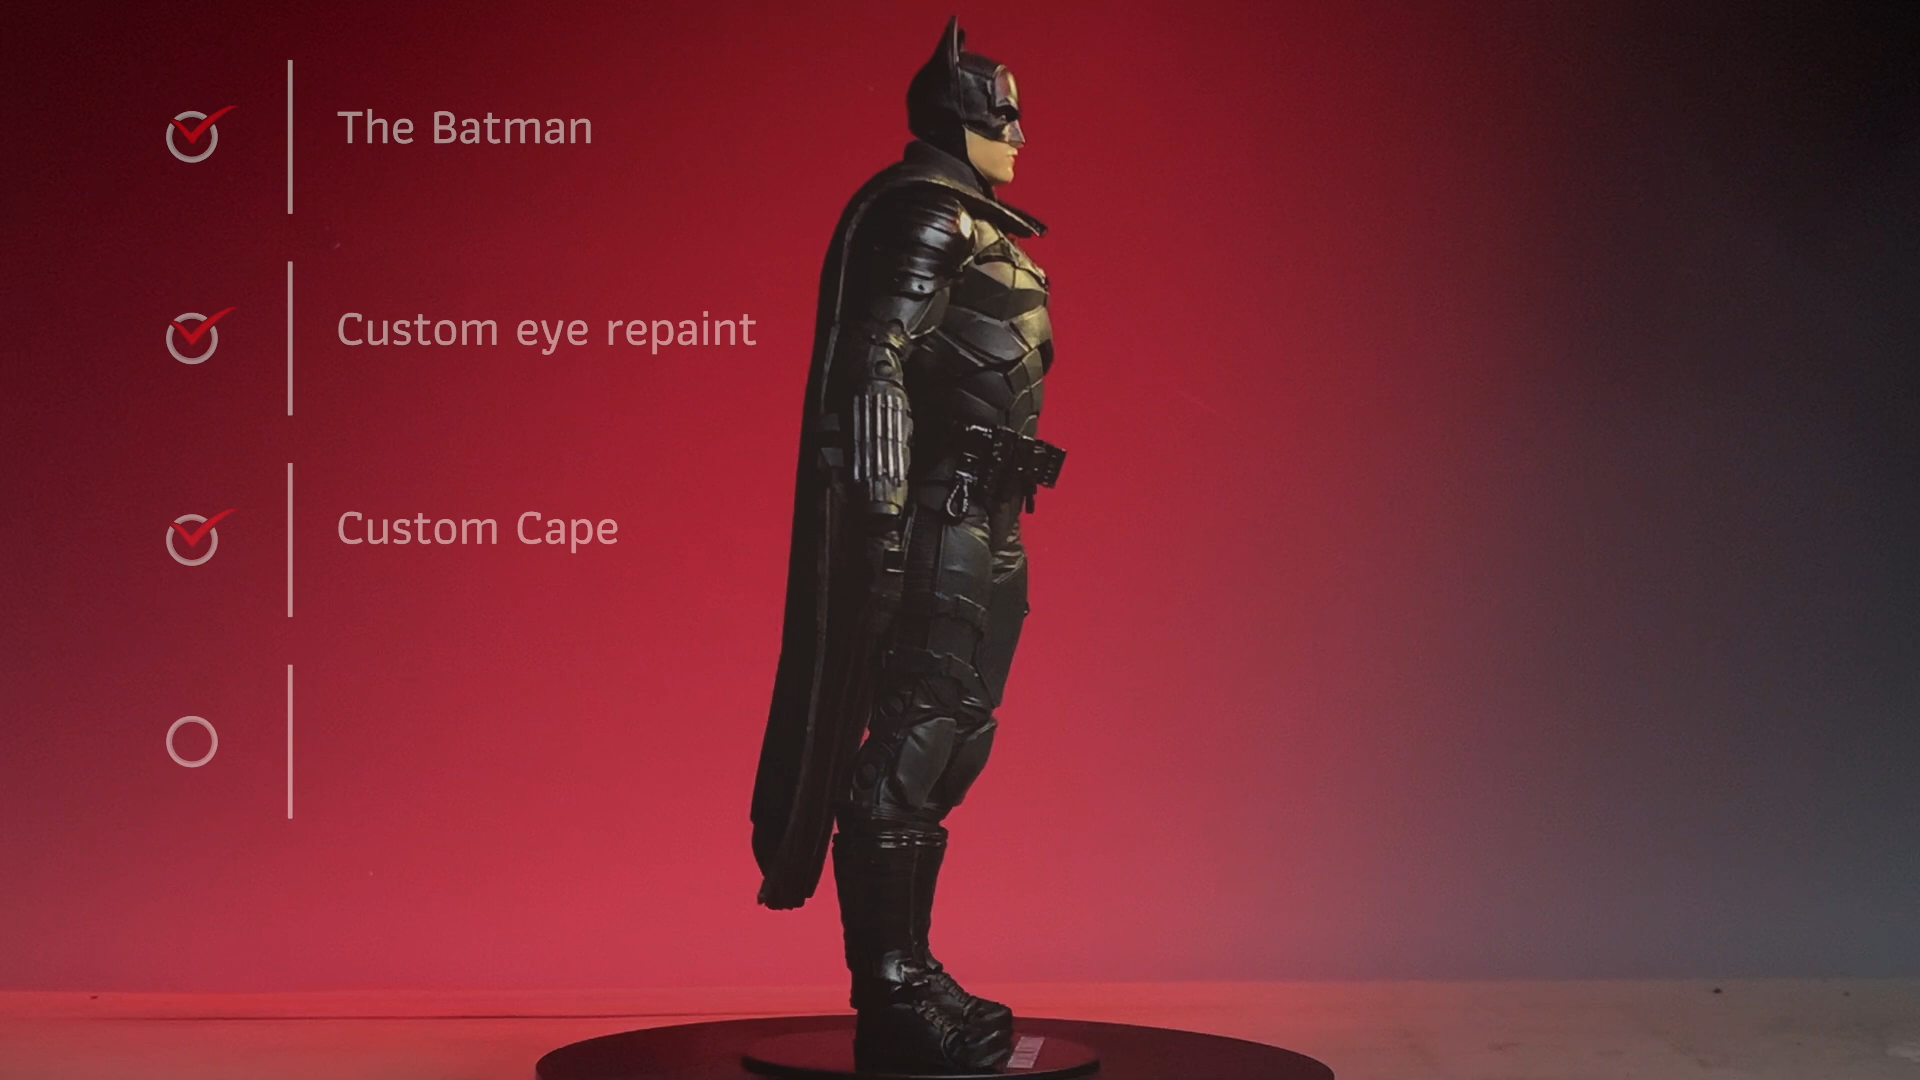 The Batman
Custom eye repaint
Custom Cape